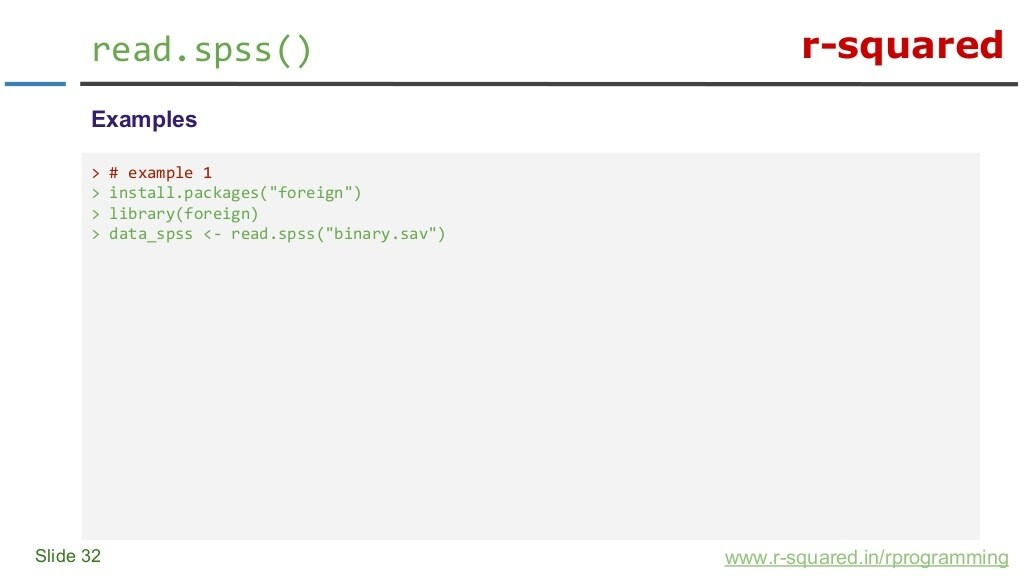 read.spss()
r-squared
Examples
> # example 1
> install.packages("foreign")
> library(foreign)
> data_spss <- read.spss("binary.sav")
Slide 32
www.r-squared.in/rprogramming